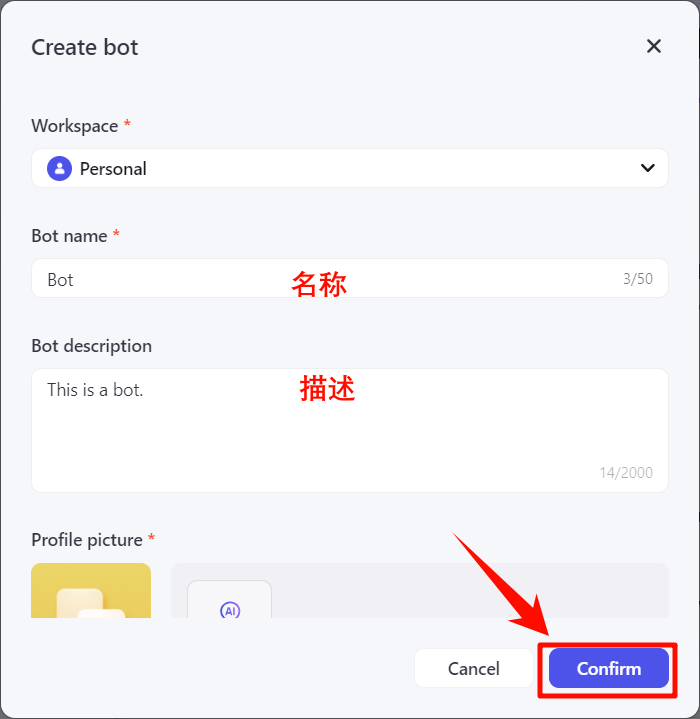 Create bot
Workspace *
Personal
Bot name *
Bot 名称 3/50
Bot description
This is a bot. 描述
14/2000
Profile picture *
AI
Cancel Confirm